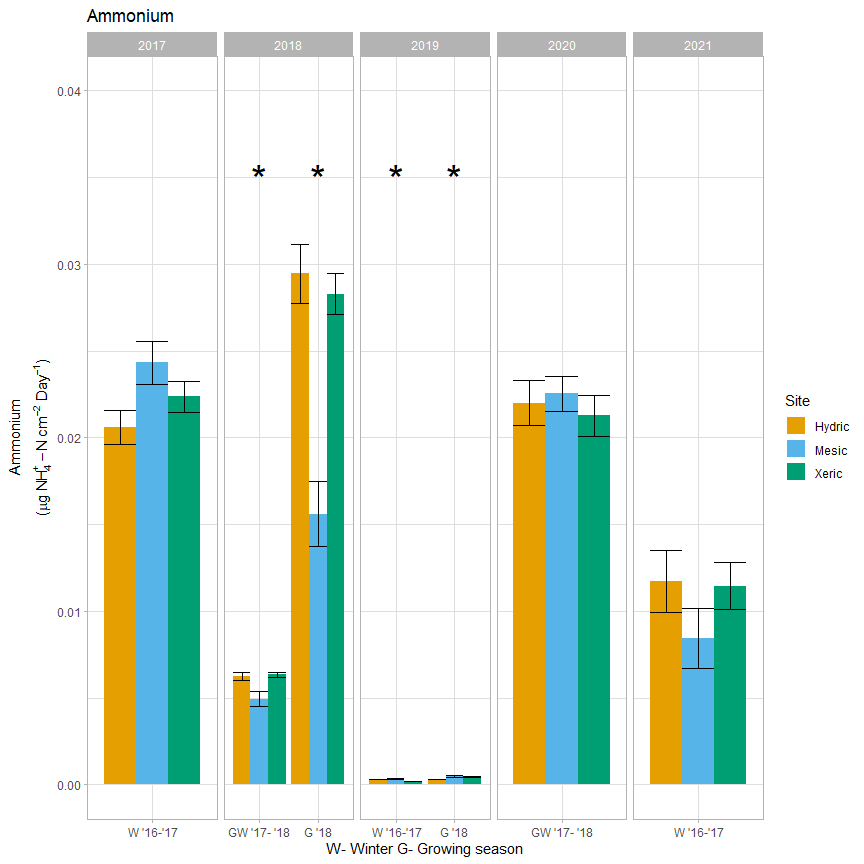 Ammonium
2017 2018 2019 2020 2021
0.04
0.03
0.02
0.01
0.00
Ammonium
(μg NH₄⁺ – N cm⁻² Day⁻¹)
* * * *
W '16-'17 GW '17- '18 G '18 W '16-'17 G '18 GW '17- '18 W '16-'17
W- Winter G- Growing season
Site
Hydric
Mesic
Xeric